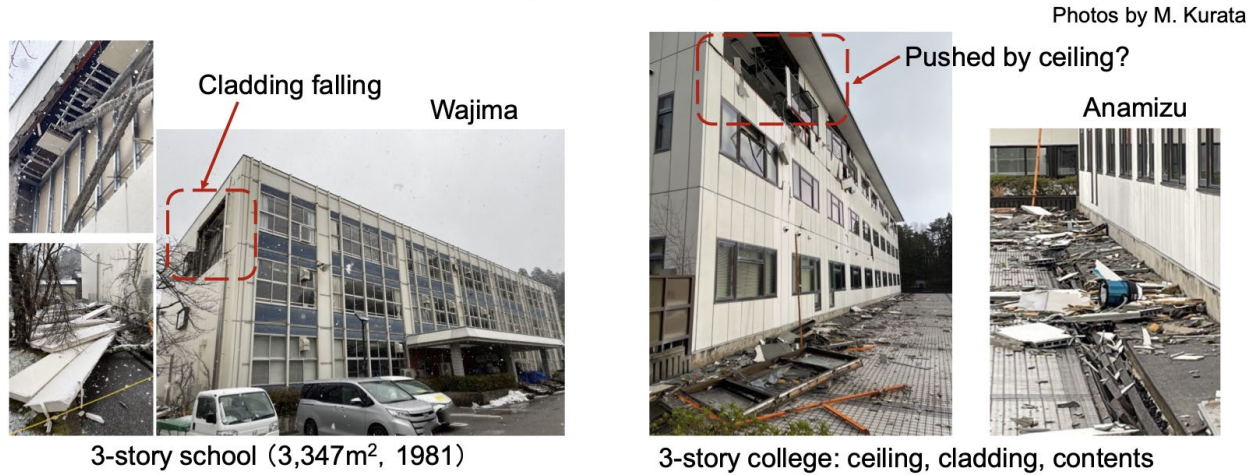 Photos by M. Kurata
Cladding falling
Wajima
Pushed by ceiling?
Anamizu
3-story school（3,347m², 1981）
3-story college: ceiling, cladding, contents